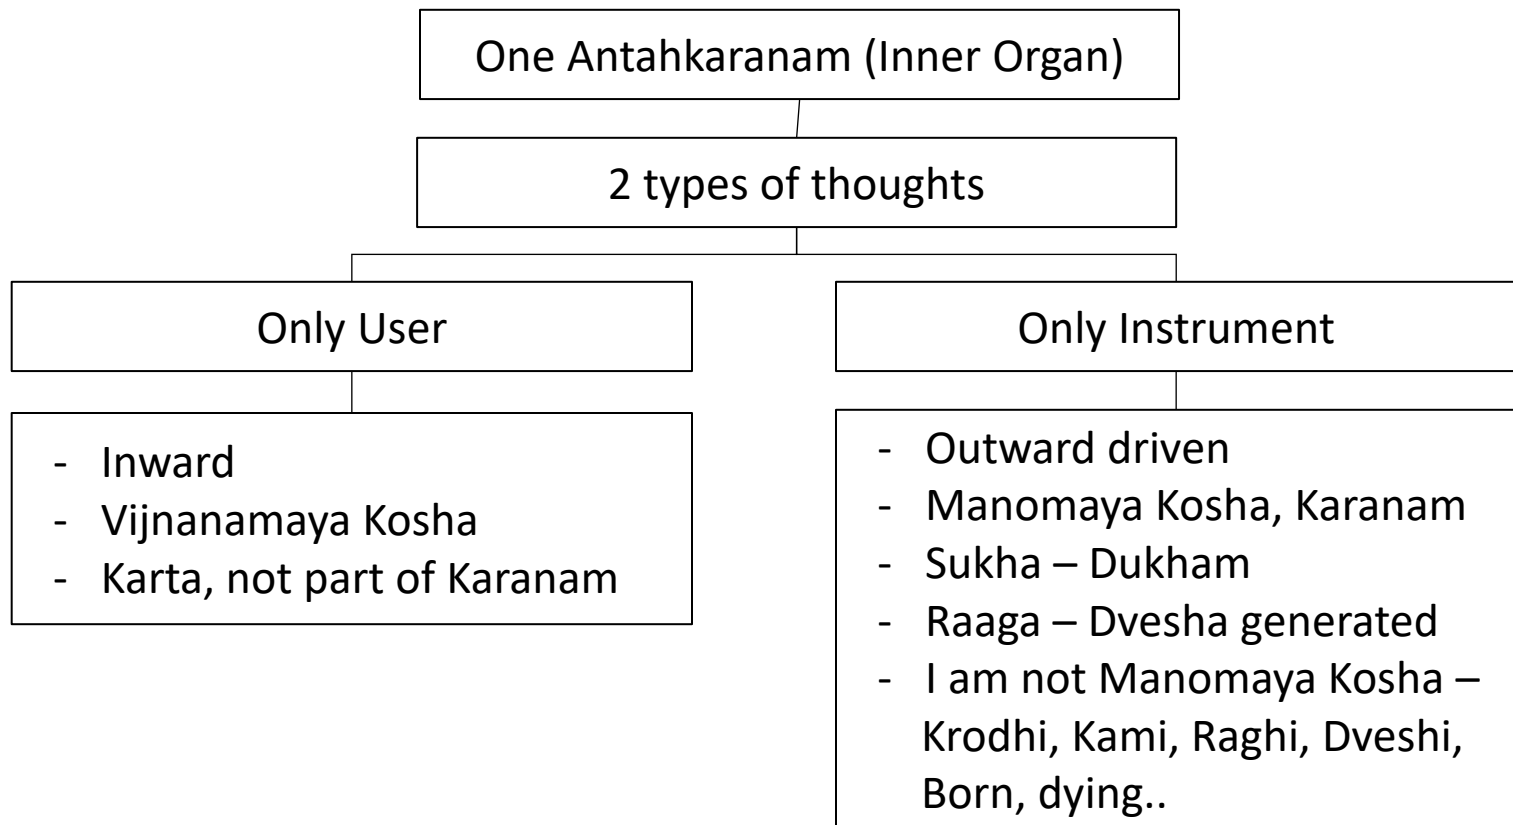 One Antahkaranam (Inner Organ)
2 types of thoughts
Only User
Only Instrument
- Inward
- Vijnanamaya Kosha
- Karta, not part of Karanam
- Outward driven
- Manomaya Kosha, Karanam
- Sukha – Dukham
- Raaga – Dvesha generated
- I am not Manomaya Kosha –
Krodhi, Kami, Raghi, Dveshi,
Born, dying..